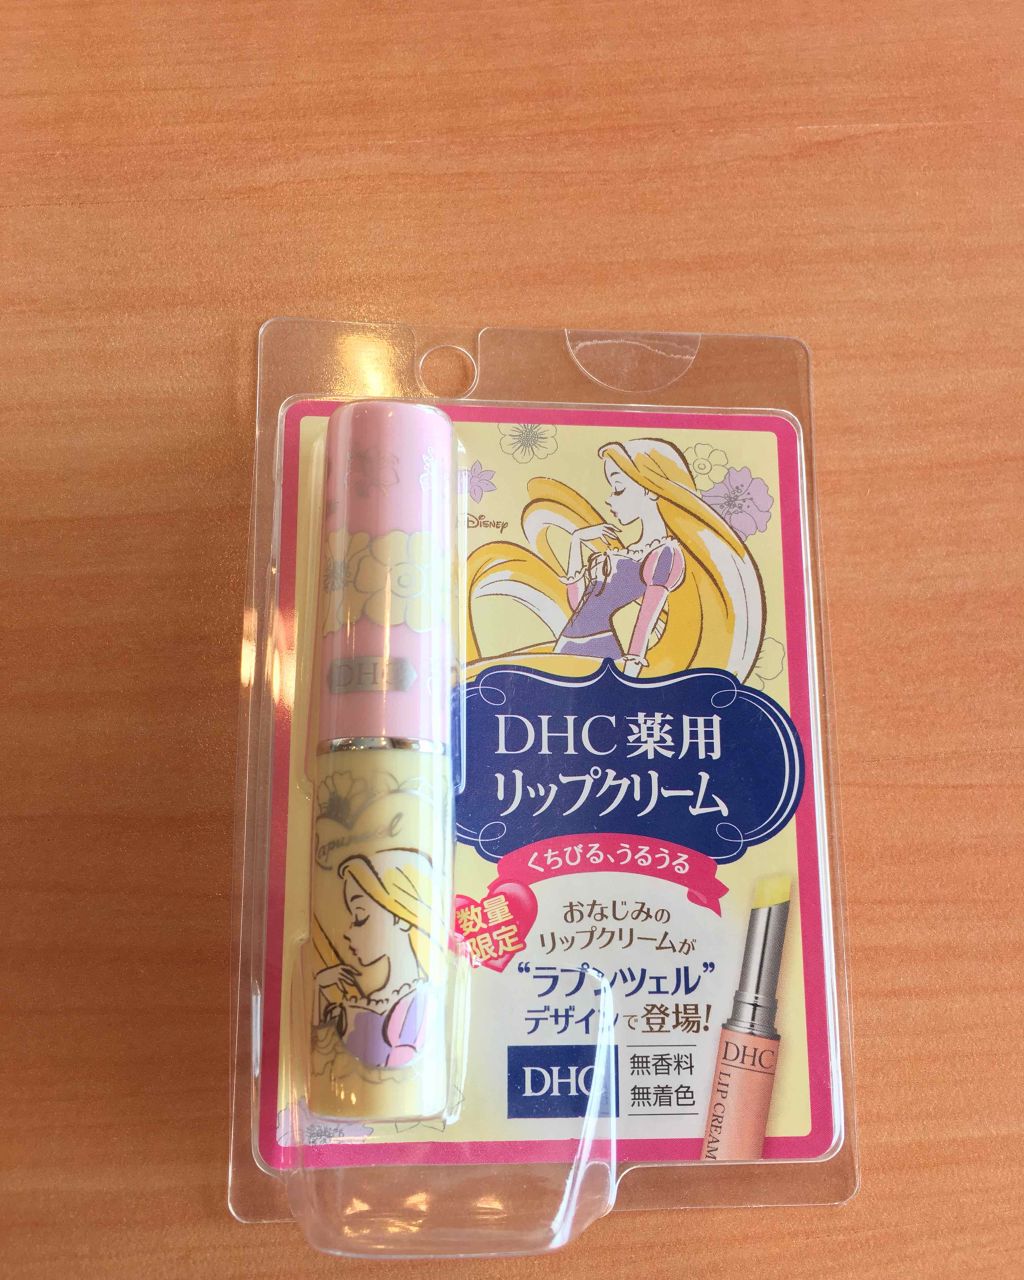 Disney
DHC
Rapunzel
DHC 薬用
リップクリーム
くちびる、うるうる
数量
限定
おなじみの
リップクリームが
“ラプンツェル”
デザインで登場!
DHC
無香料
無着色
DHC
LIP CREAM